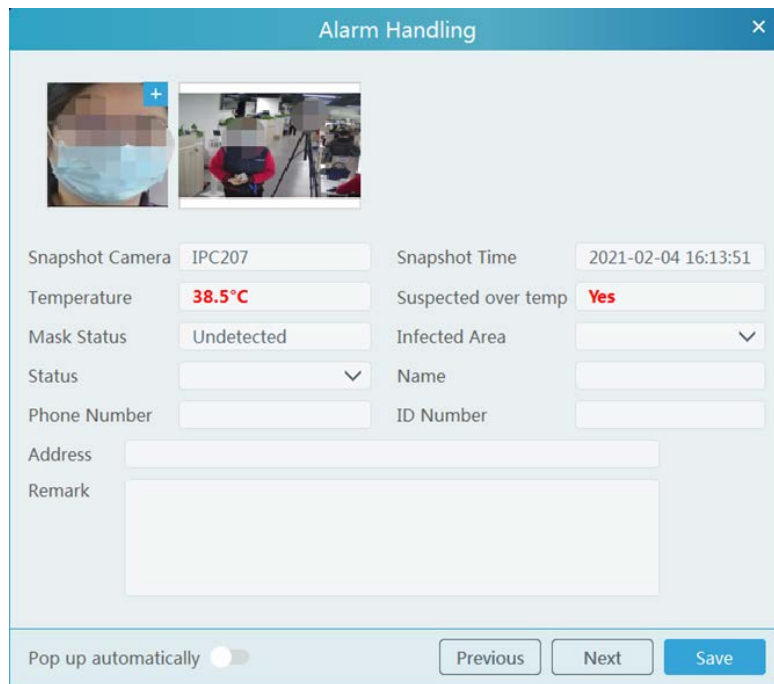 Alarm Handling
Snapshot Camera IPC207 Snapshot Time 2021-02-04 16:13:51
Temperature 38.5°C Suspected over temp Yes
Mask Status Undetected Infected Area
Status Name
Phone Number ID Number
Address
Remark
Pop up automatically Previous Next Save